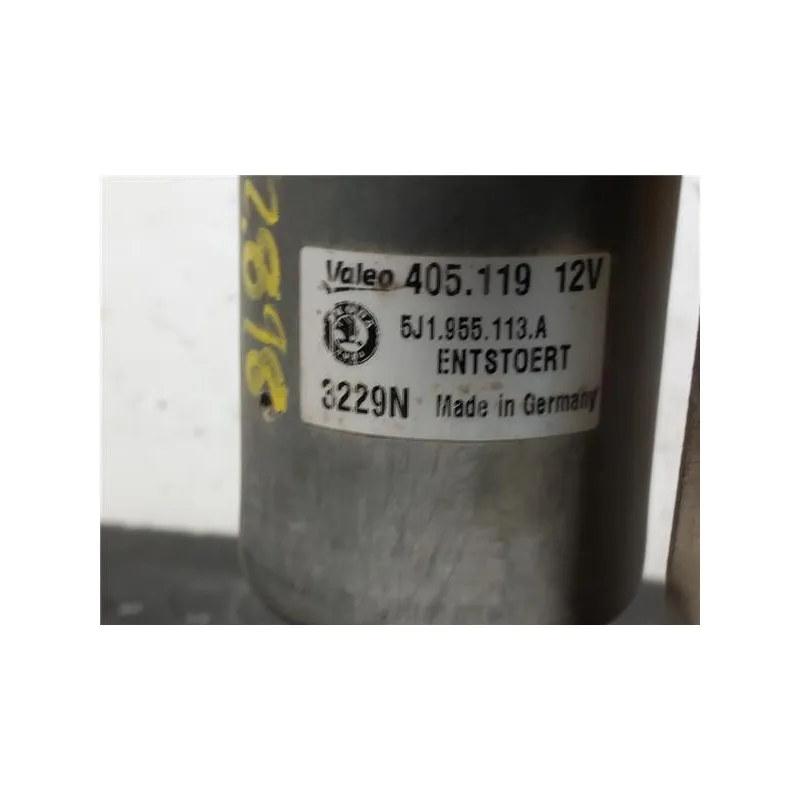 Valeo 405.119 12V
5J1.955.113.A
ENTSTOERT
3229N Made in Germany